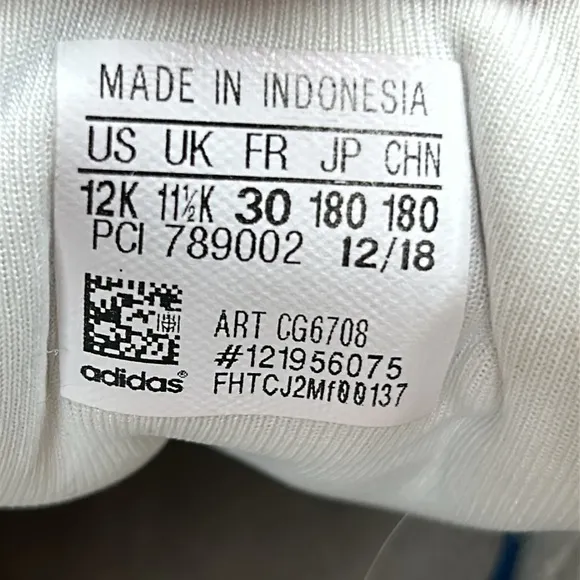 MADE IN INDONESIA
US UK FR JP CHN
12K 11½K 30 180 180
PCI 789002 12/18
ART CG6708
#121956075
FHTCJ2Mf00137
adidas®